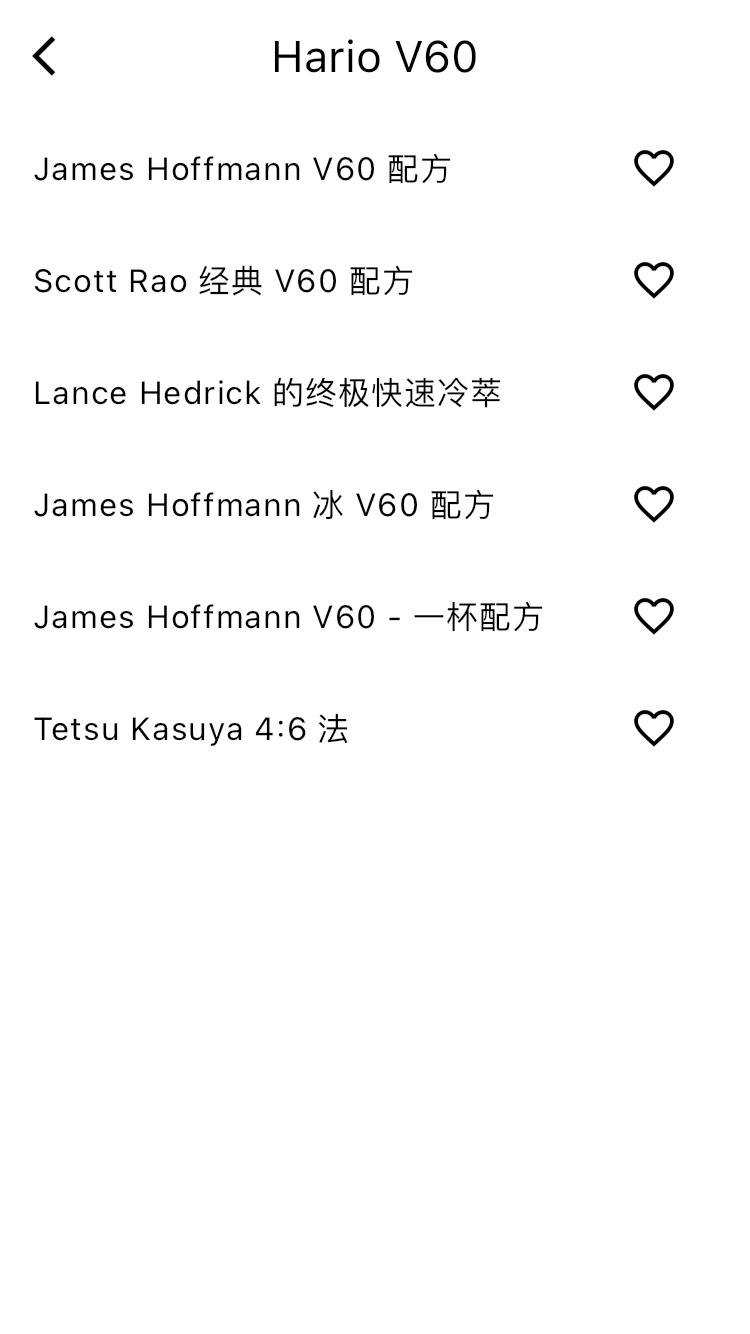 Hario V60
James Hoffmann V60 配方
Scott Rao 经典 V60 配方
Lance Hedrick 的终极快速冷萃
James Hoffmann 冰 V60 配方
James Hoffmann V60 - 一杯配方
Tetsu Kasuya 4:6 法